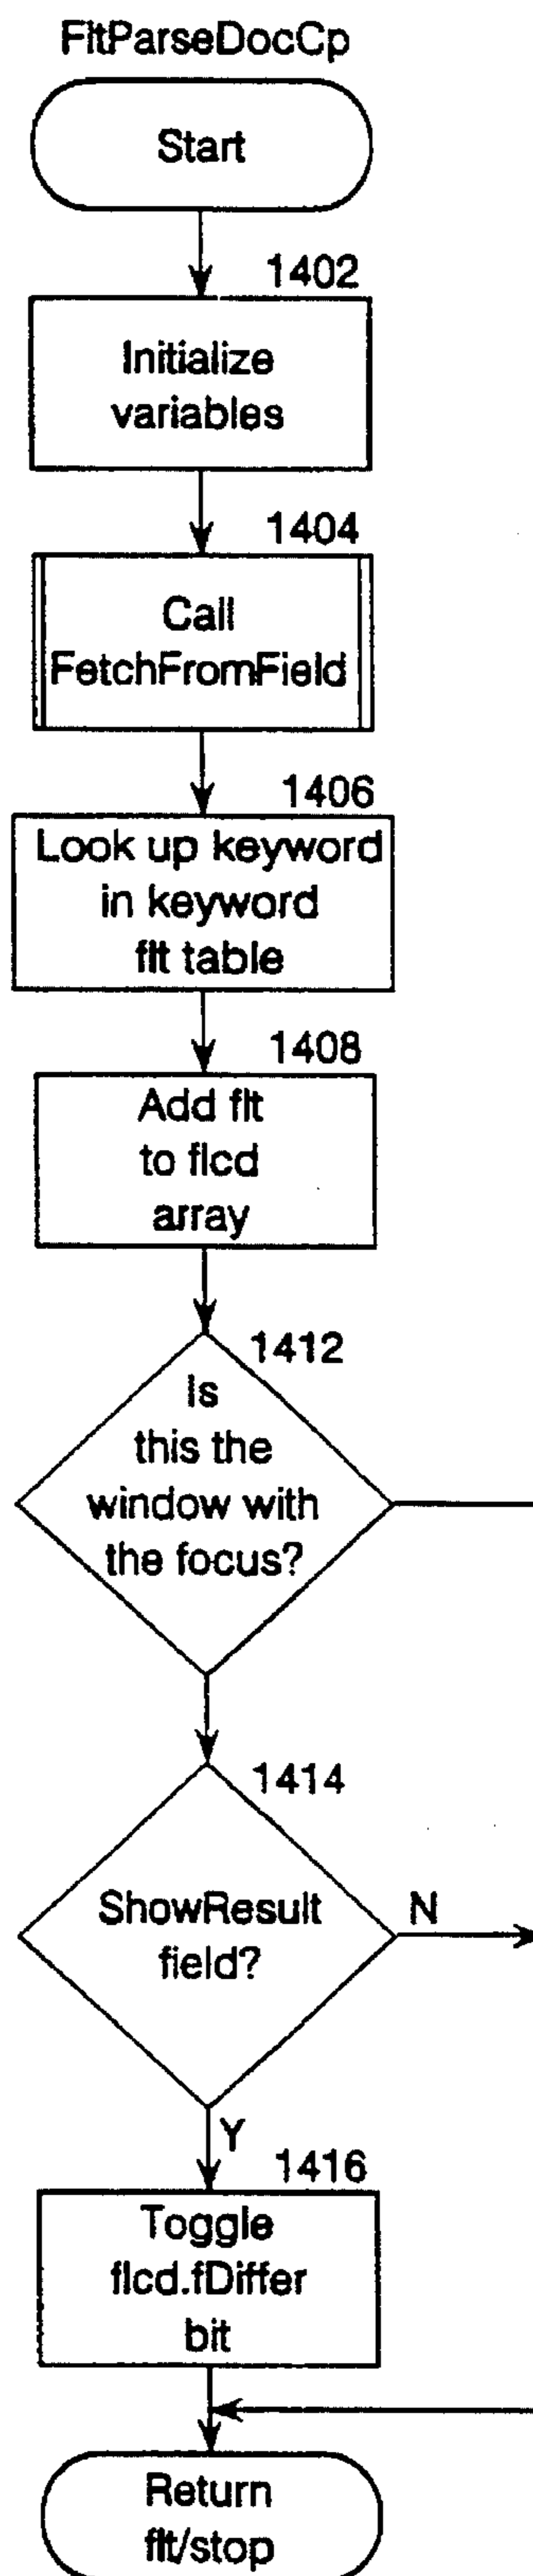 FltParseDocCp
Start
1402
Initialize
variables
1404
Call
FetchFromField
1406
Look up keyword
in keyword
flt table
1408
Add flt
to flcd
array
1412
Is
this the
window with
the focus?
1414
ShowResult
field?
N
Y
1416
Toggle
flcd.fDiffer
bit
Return
flt/stop